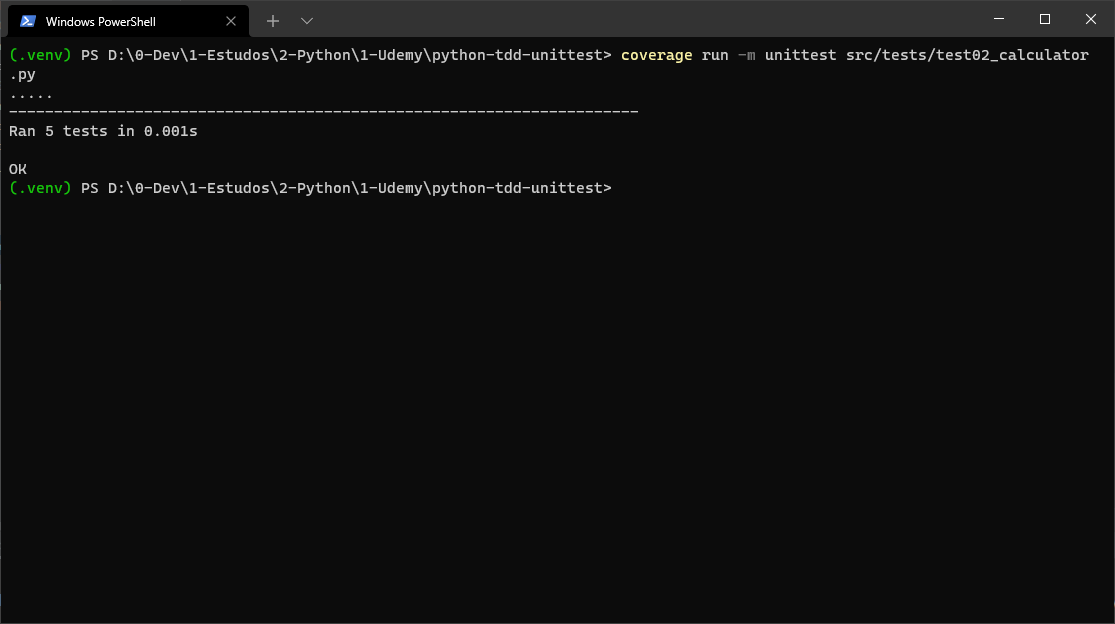 Windows PowerShell
(.venv) PS D:\0-Dev\1-Estudos\2-Python\1-Udemy\python-tdd-unittest> coverage run -m unittest src/tests/test02_calculator
.py
.....
----------------------------------------------------------------------
Ran 5 tests in 0.001s
OK
(.venv) PS D:\0-Dev\1-Estudos\2-Python\1-Udemy\python-tdd-unittest>